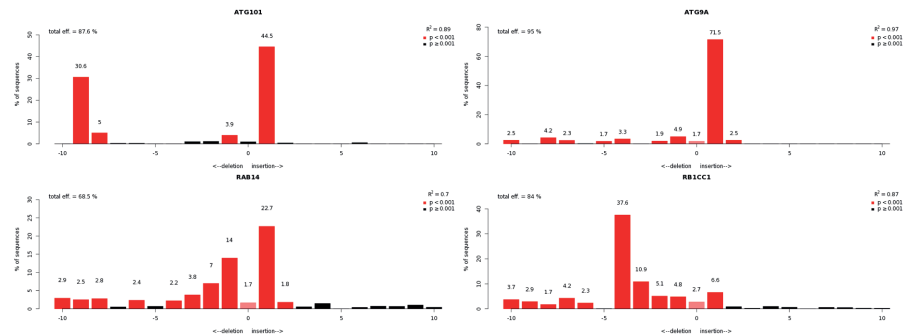 ATG101
total eff. = 87.6 %
R² = 0.89
p < 0.001
p ≥ 0.001
% of sequences
0 10 20 30 40 50
30.6 5 3.9 44.5
-10 -5 0 5 10
<--deletion insertion-->
ATG9A
total eff. = 95 %
R² = 0.97
p < 0.001
p ≥ 0.001
% of sequences
0 20 40 60
2.5 4.2 2.3 1.7 3.3 1.9 4.9 1.7 71.5 2.5
-10 -5 0 5 10
<--deletion insertion-->
RAB14
total eff. = 68.5 %
R² = 0.7
p < 0.001
p ≥ 0.001
% of sequences
0 5 10 15 20 25 30
2.9 2.5 2.8 2.4 2.2 3.8 7 14 1.7 22.7 1.8
-10 -5 0 5 10
<--deletion insertion-->
RB1CC1
total eff. = 84 %
R² = 0.87
p < 0.001
p ≥ 0.001
% of sequences
0 10 20 30 40
3.7 2.9 1.7 4.2 2.3 37.6 10.9 5.1 4.8 2.7 6.6
-10 -5 0 5 10
<--deletion insertion-->